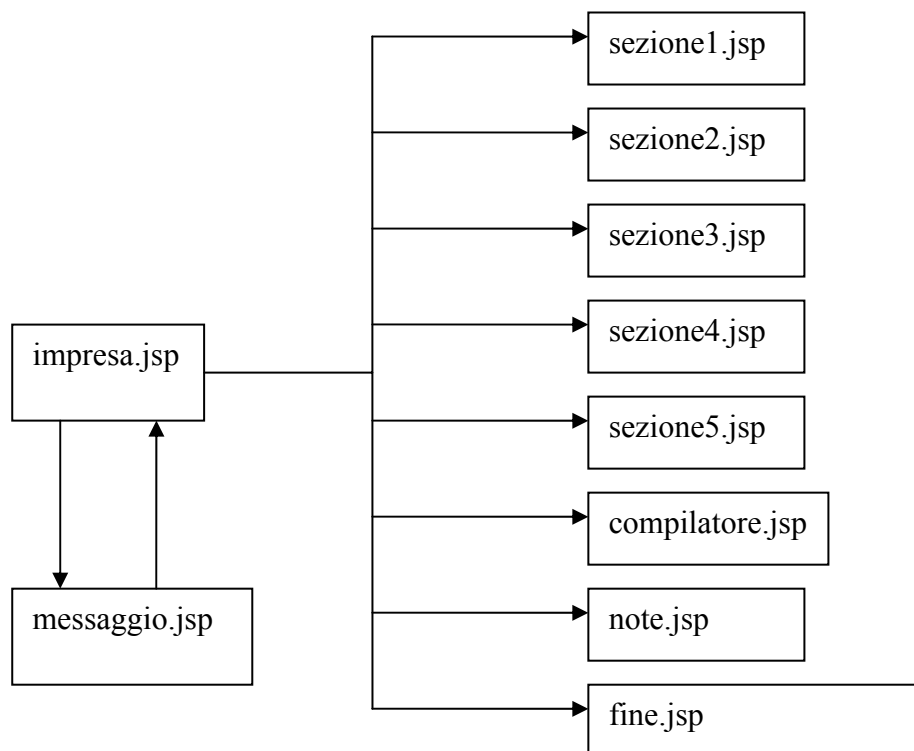 sezione1.jsp
sezione2.jsp
sezione3.jsp
sezione4.jsp
impresa.jsp
sezione5.jsp
compilatore.jsp
messaggio.jsp
note.jsp
fine.jsp